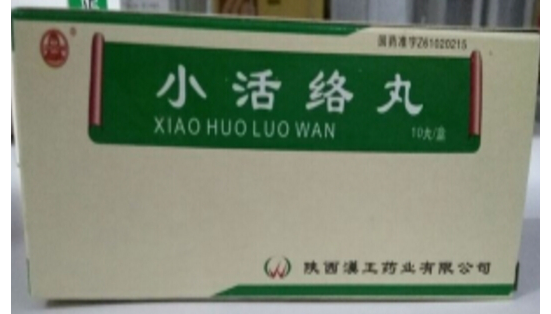 国药准字Z61020215
小活络丸
XIAO HUO LUO WAN
10丸/盒
陕西汉王药业有限公司